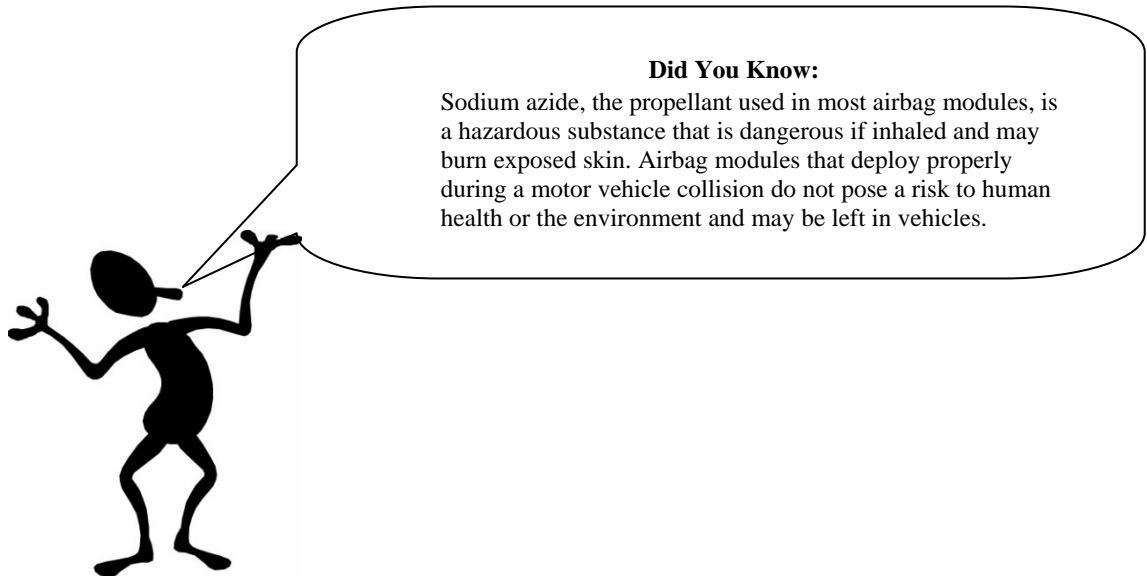 Did You Know:
Sodium azide, the propellant used in most airbag modules, is
a hazardous substance that is dangerous if inhaled and may
burn exposed skin. Airbag modules that deploy properly
during a motor vehicle collision do not pose a risk to human
health or the environment and may be left in vehicles.